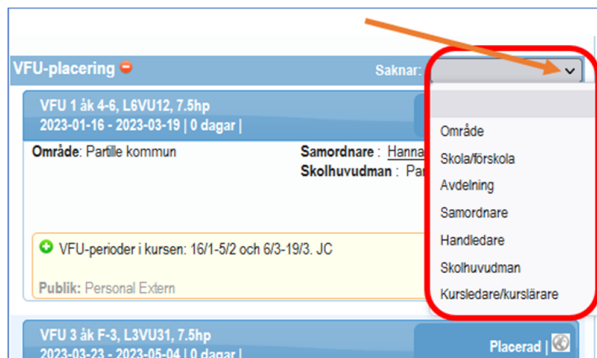 VFU-placering
Saknar:
VFU 1 åk 4-6, L6VU12, 7.5hp
2023-01-16 - 2023-03-19 | 0 dagar |
Område: Partille kommun
Samordnare : Hanna
Skolhuvudman : Par
VFU-perioder i kursen: 16/1-5/2 och 6/3-19/3. JC
Publik: Personal Extern
Område
Skola/förskola
Avdelning
Samordnare
Handledare
Skolhuvudman
Kursledare/kurslärare
VFU 3 åk F-3, L3VU31, 7.5hp
2023-03-23 - 2023-05-04 | 0 dagar |
Placerad |